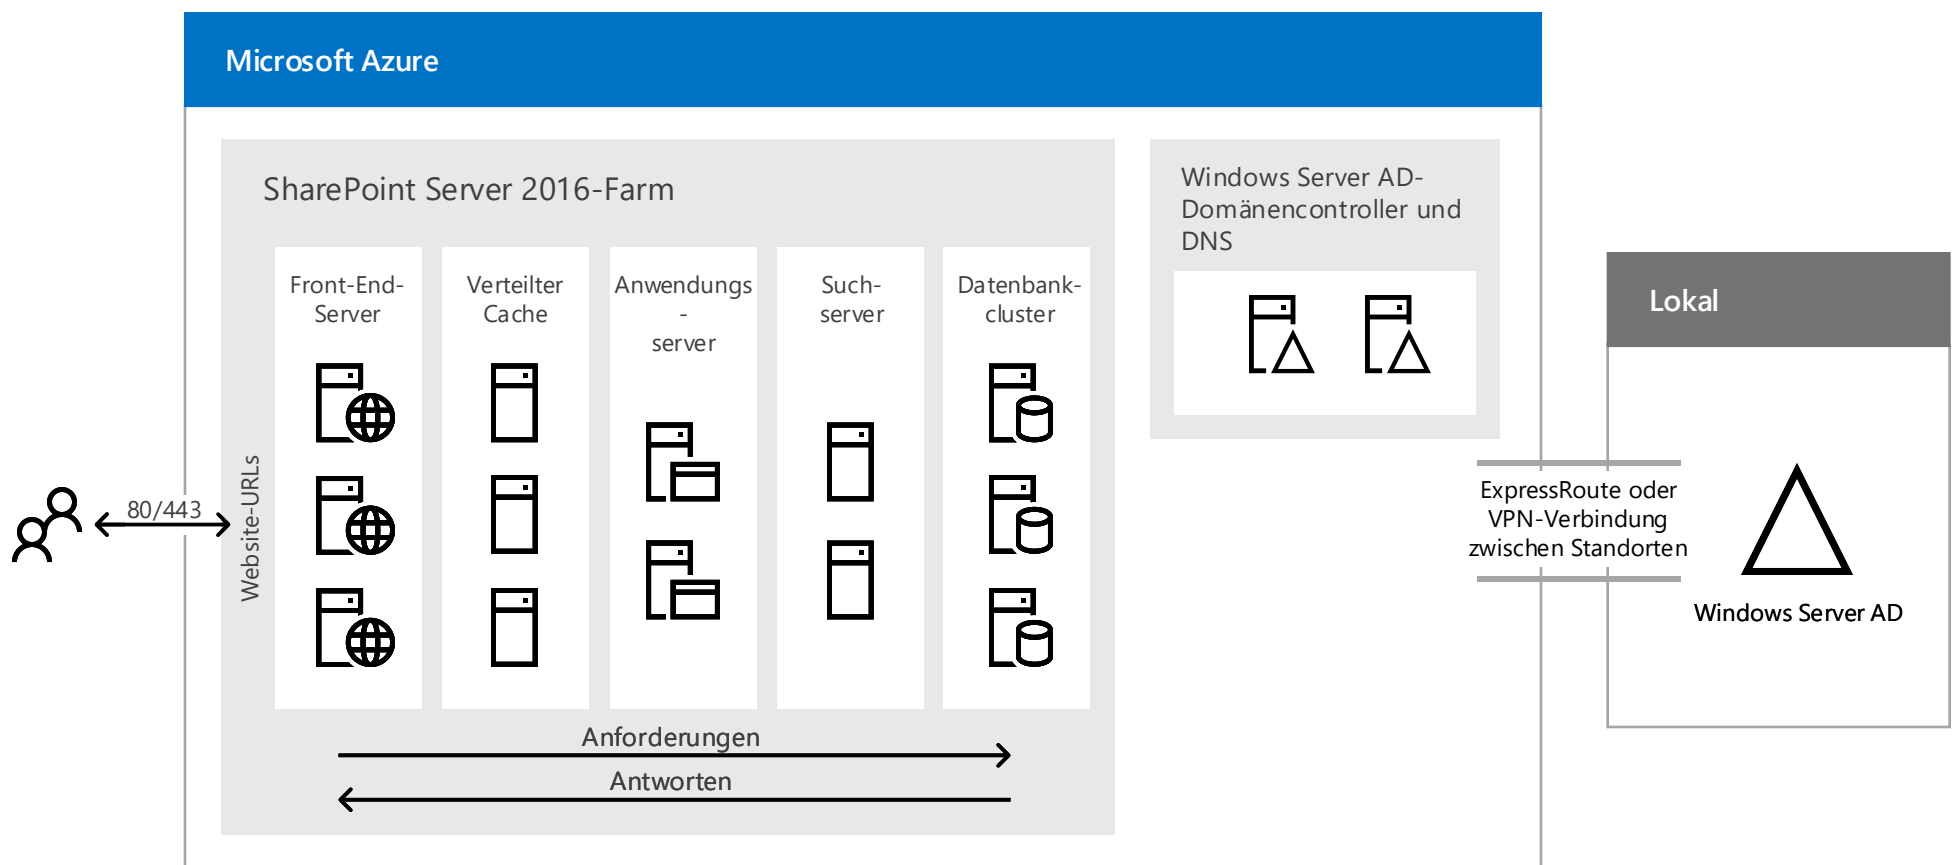 Microsoft Azure
SharePoint Server 2016-Farm
Front-End-
Server
Verteilter
Cache
Anwendungs
-
server
Such-
server
Datenbank-
cluster
Website-URLs
80/443
Anforderungen
Antworten
Windows Server AD-
Domänencontroller und
DNS
ExpressRoute oder
VPN-Verbindung
zwischen Standorten
Lokal
Windows Server AD